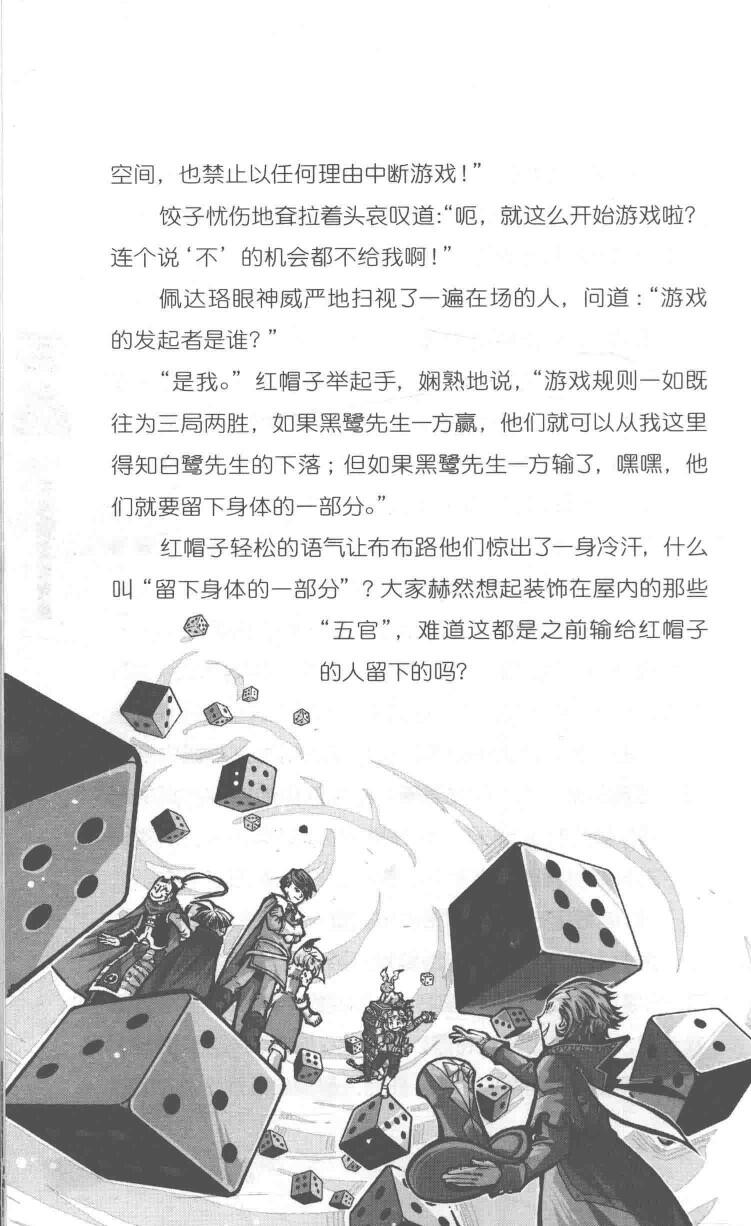 空间，也禁止以任何理由中断游戏！”
饺子忧伤地耷拉着头哀叹道：“呃，就这么开始游戏啦？
连个说‘不’的机会都不给我啊！”
佩达珞眼神威严地扫视了一遍在场的人，问道：“游戏
的发起者是谁？”
“是我。”红帽子举起手，娴熟地说，“游戏规则一如既
往为三局两胜，如果黑鹭先生一方赢，他们就可以从我这里
得知白鹭先生的下落；但如果黑鹭先生一方输了，嘿嘿，他
们就要留下身体的一部分。”
红帽子轻松的语气让布布路他们惊出了一身冷汗，什么
叫“留下身体的一部分”？大家赫然想起装饰在屋内的那些
“五官”，难道这都是之前输给红帽子
的人留下的吗？